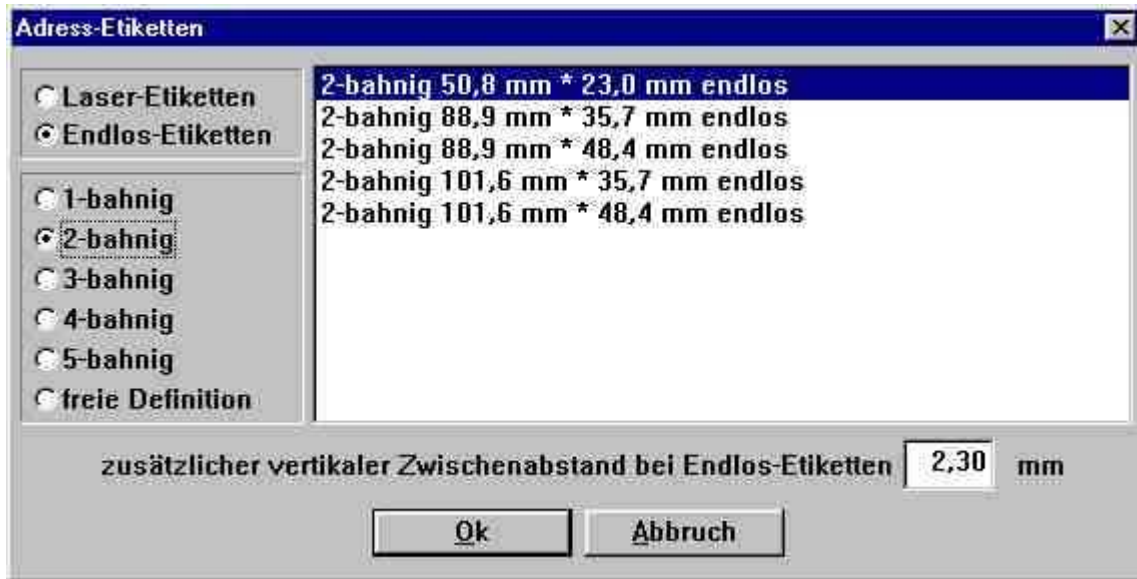 Adress-Etiketten
Laser-Etiketten
Endlos-Etiketten
1-bahnig
2-bahnig
3-bahnig
4-bahnig
5-bahnig
freie Definition
2-bahnig 50,8 mm * 23,0 mm endlos
2-bahnig 88,9 mm * 35,7 mm endlos
2-bahnig 88,9 mm * 48,4 mm endlos
2-bahnig 101,6 mm * 35,7 mm endlos
2-bahnig 101,6 mm * 48,4 mm endlos
zusätzlicher vertikaler Zwischenabstand bei Endlos-Etiketten 2,30 mm
Ok Abbruch